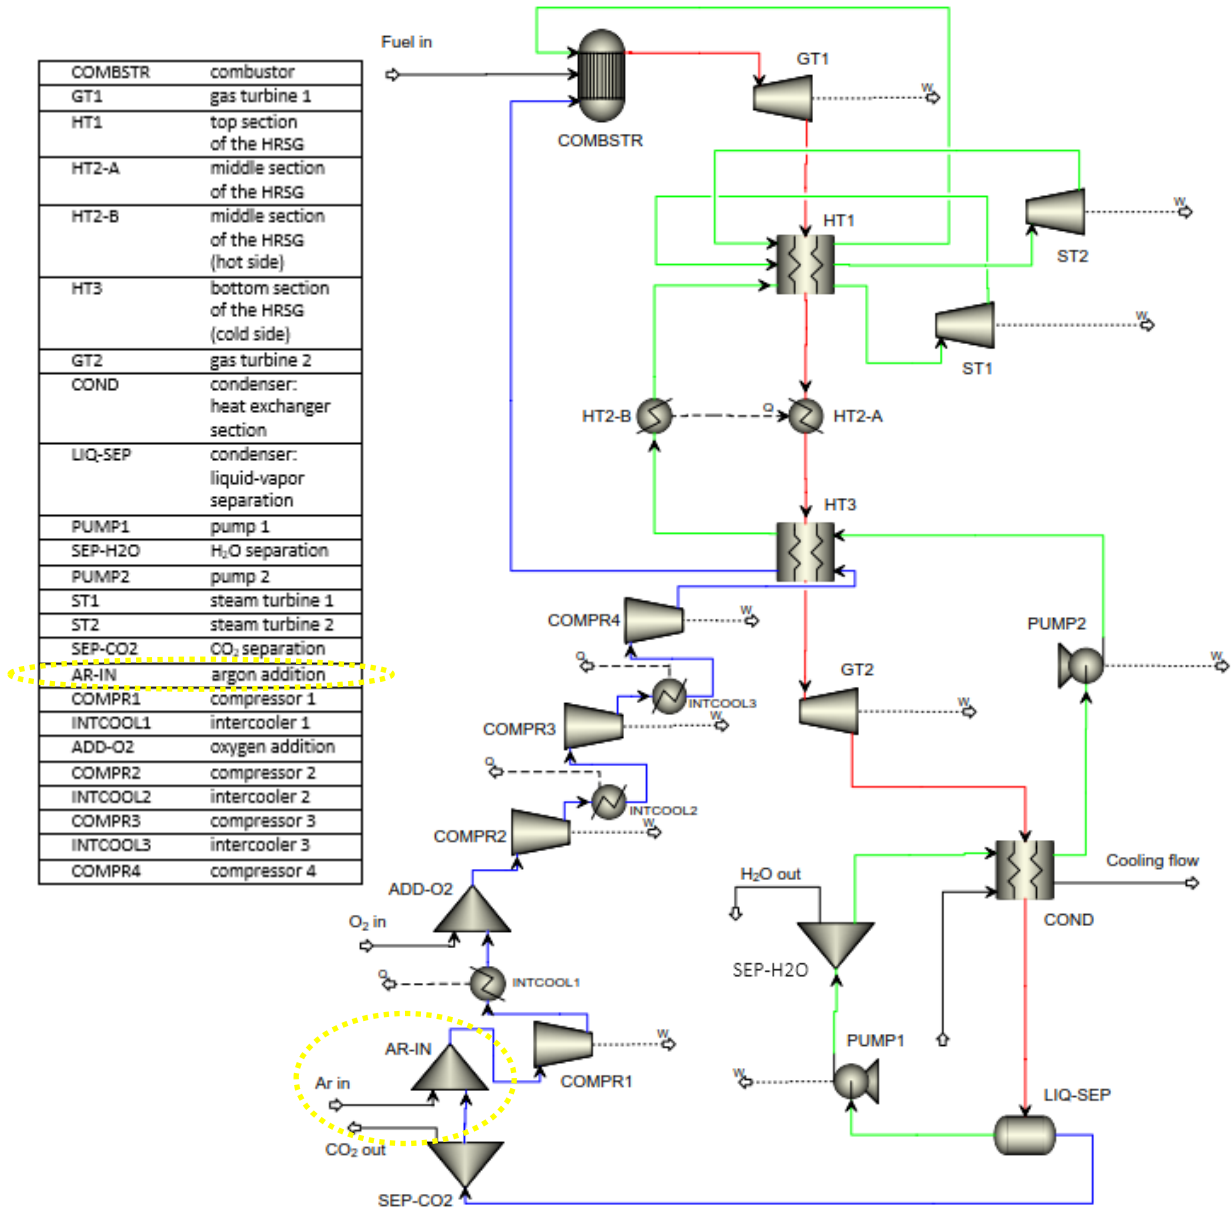 COMBSTR combustor
GT1 gas turbine 1
HT1 top section
of the HRSG
HT2-A middle section
of the HRSG
HT2-B middle section
of the HRSG
(hot side)
HT3 bottom section
of the HRSG
(cold side)
GT2 gas turbine 2
COND condenser:
heat exchanger
section
LIQ-SEP condenser:
liquid-vapor
separation
PUMP1 pump 1
SEP-H2O H₂O separation
PUMP2 pump 2
ST1 steam turbine 1
ST2 steam turbine 2
SEP-CO2 CO₂ separation
AR-IN argon addition
COMPR1 compressor 1
INTCOOL1 intercooler 1
ADD-O2 oxygen addition
COMPR2 compressor 2
INTCOOL2 intercooler 2
COMPR3 compressor 3
INTCOOL3 intercooler 3
COMPR4 compressor 4
Fuel in
COMBSTR
GT1
W
HT1
W
ST2
W
ST1
HT2-B
Q
HT2-A
HT3
COMPR4
W
PUMP2
W
Q
INTCOOL3
GT2
W
COMPR3
W
Q
INTCOOL2
COMPR2
W
ADD-O2
O₂ in
H₂O out
Cooling flow
COND
SEP-H2O
Q
INTCOOL1
AR-IN
W
COMPR1
PUMP1
W
Ar in
LIQ-SEP
CO₂ out
SEP-CO2